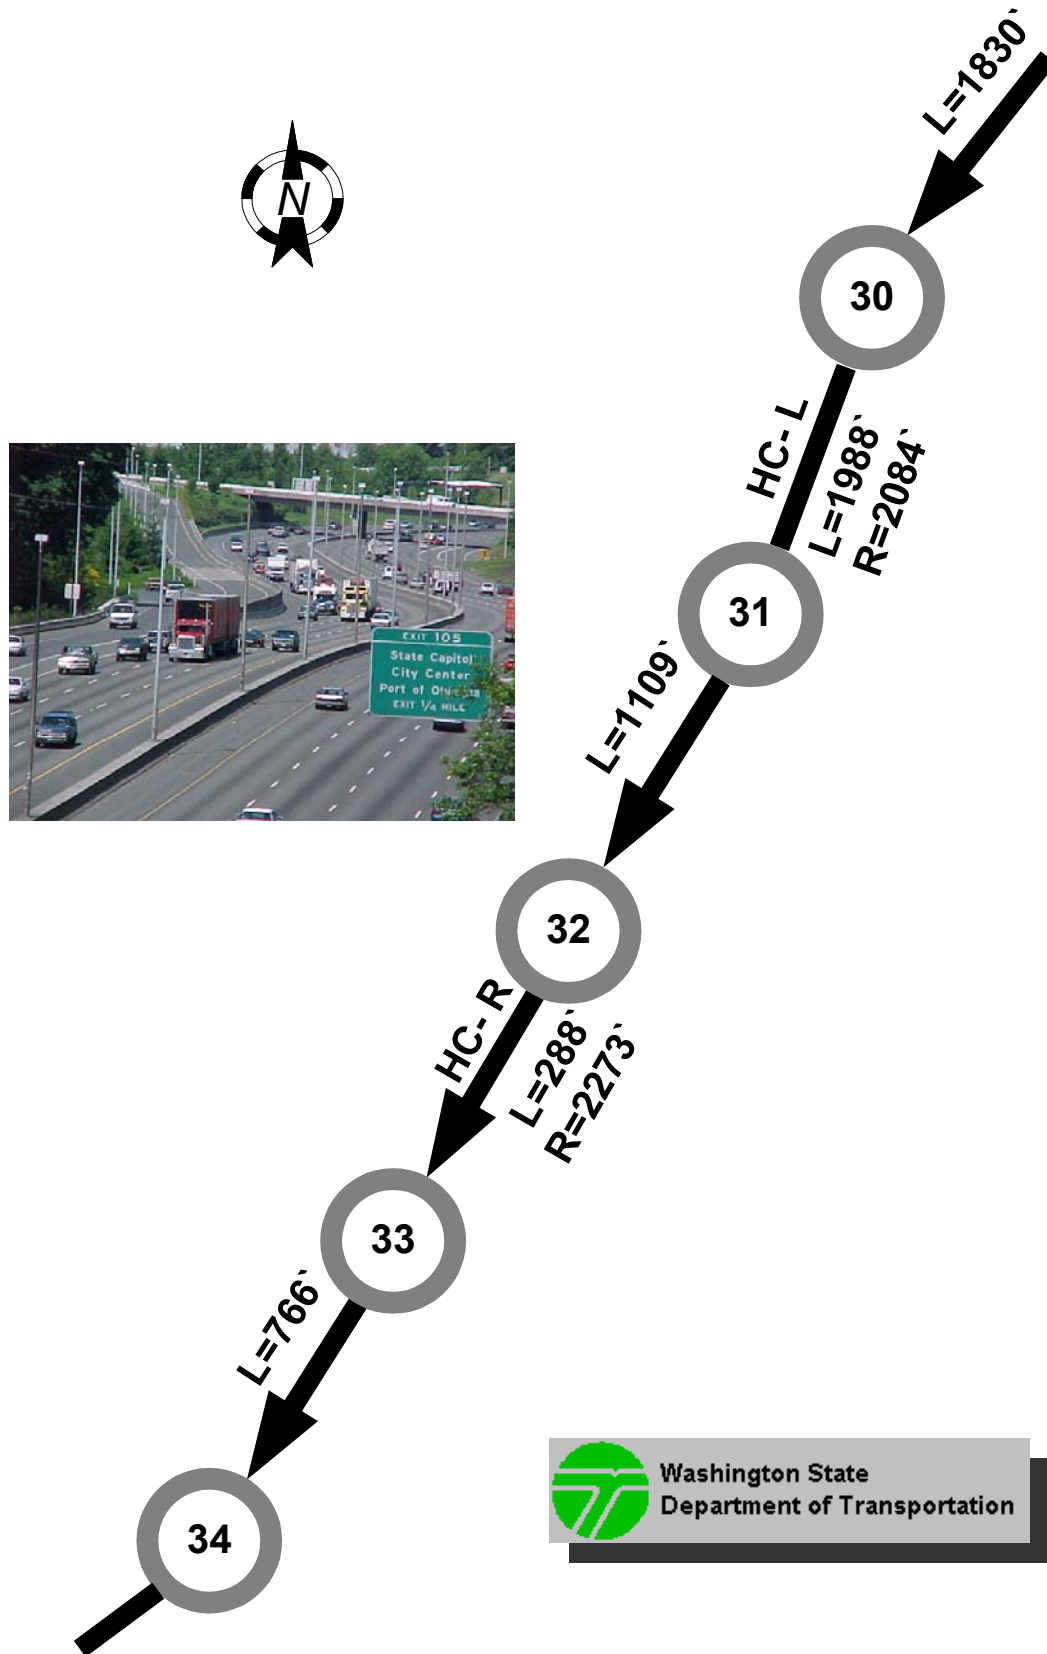 L=1830`
N
30
HC- L
L=1988`
R=2084`
31
L=1109`
EXIT 105
State Capitol
City Center
Port of
EXIT 1/4 MILE
32
HC- R
L=288`
R=2273`
33
L=766`
34
Washington State
Department of Transportation